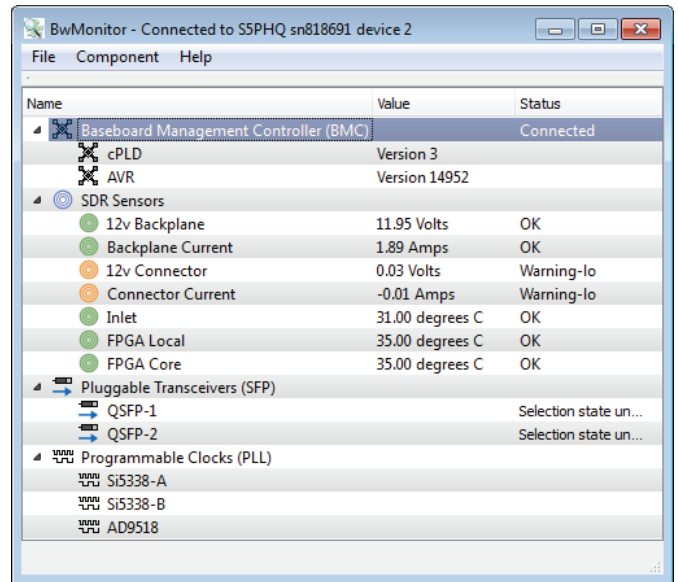 BwMonitor - Connected to S5PHQ sn818691 device 2
File Component Help
Name Value Status
Baseboard Management Controller (BMC) Connected
cPLD Version 3
AVR Version 14952
SDR Sensors
12v Backplane 11.95 Volts OK
Backplane Current 1.89 Amps OK
12v Connector 0.03 Volts Warning-lo
Connector Current -0.01 Amps Warning-lo
Inlet 31.00 degrees C OK
FPGA Local 35.00 degrees C OK
FPGA Core 35.00 degrees C OK
Pluggable Transceivers (SFP)
QSFP-1 Selection state un...
QSFP-2 Selection state un...
Programmable Clocks (PLL)
Si5338-A
Si5338-B
AD9518